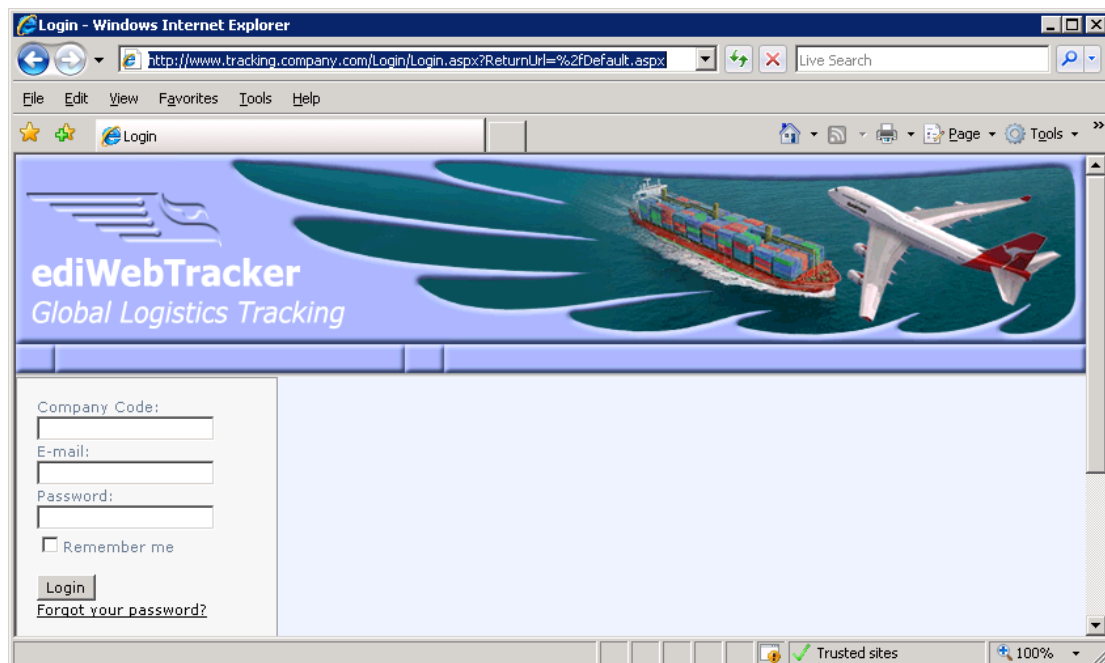 Login - Windows Internet Explorer
http://www.tracking.company.com/Login/Login.aspx?ReturnUrl=%2fDefault.aspx
Live Search
File Edit View Favorites Tools Help
Login
Page Tools »
ediWebTracker
Global Logistics Tracking
Company Code:
E-mail:
Password:
Remember me
Login
Forgot your password?
Trusted sites
100%